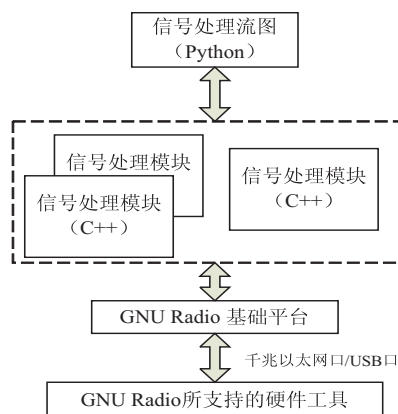 信号处理流图
（Python）
信号处理模块
信号处理模块
（C++）
信号处理模块
（C++）
GNU Radio 基础平台
千兆以太网口/USB口
GNU Radio所支持的硬件工具